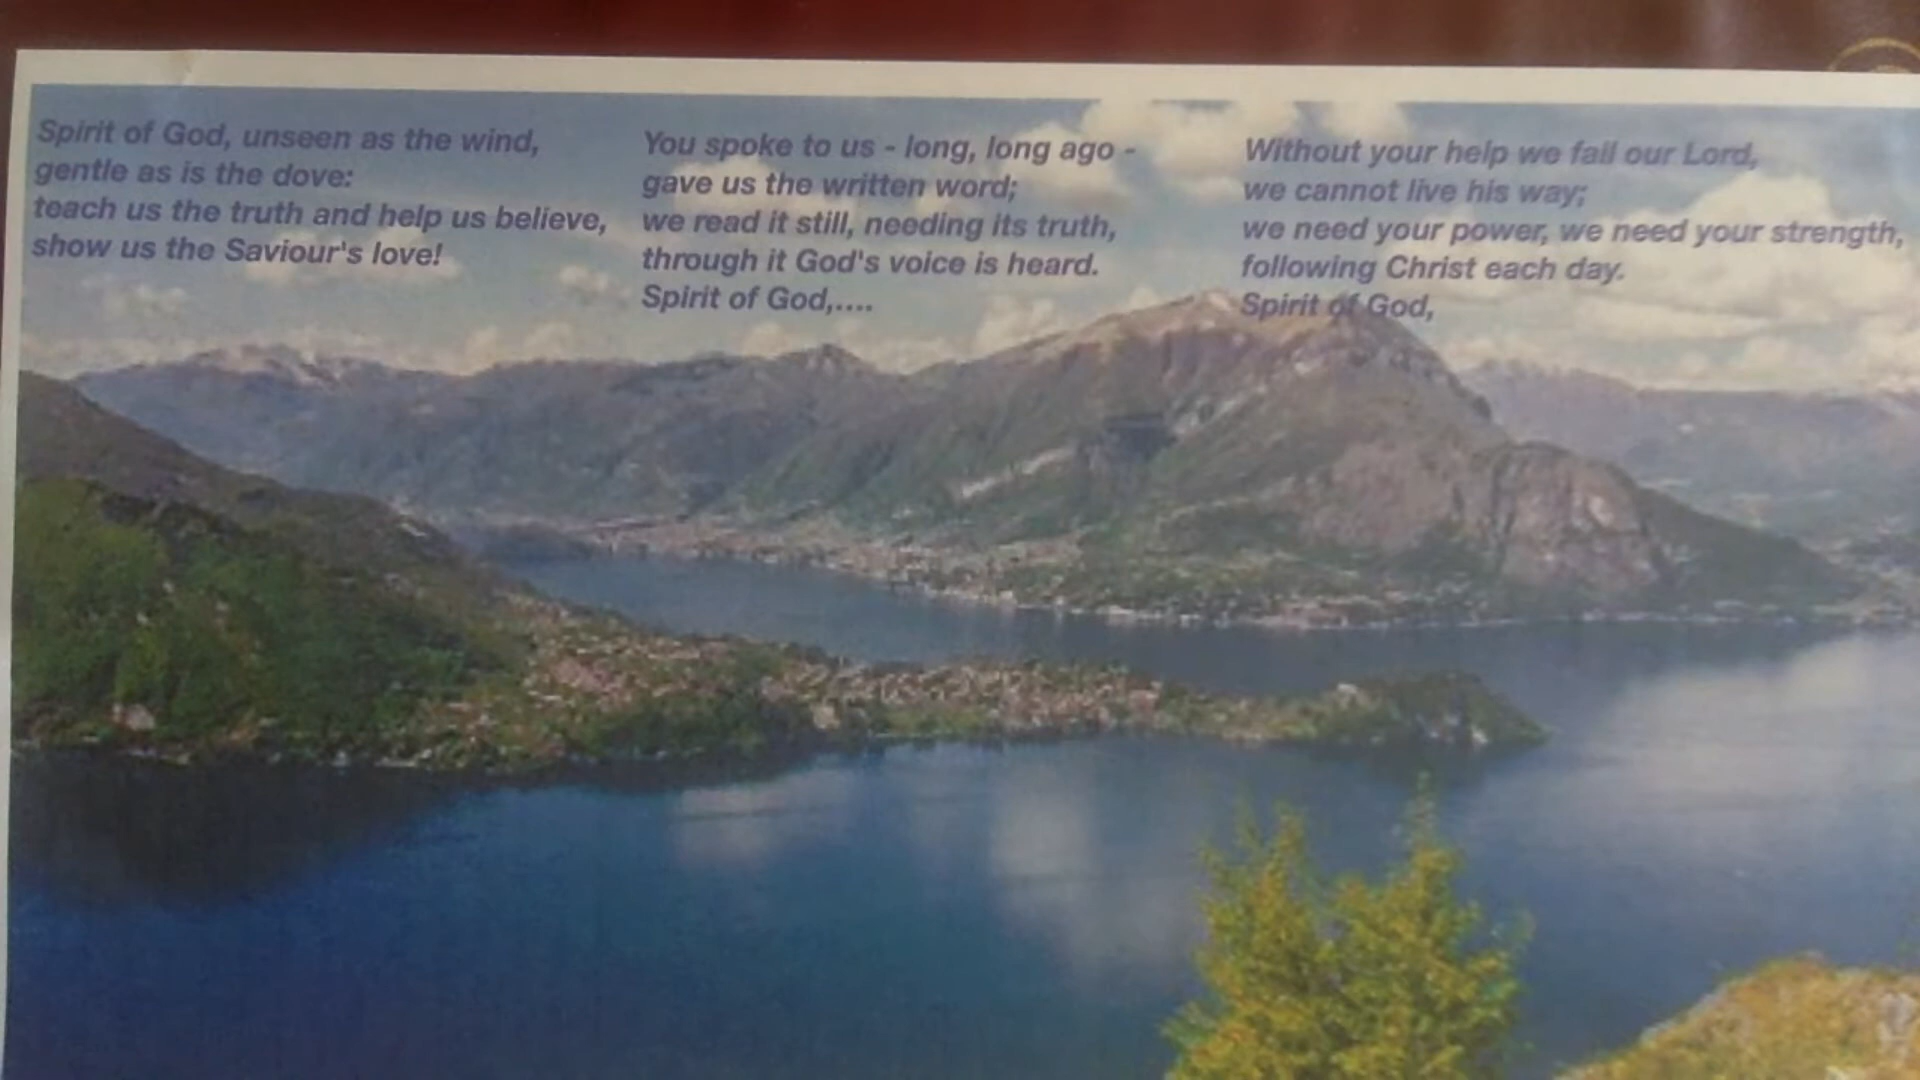 Spirit of God, unseen as the wind,
gentle as is the dove:
teach us the truth and help us believe,
show us the Saviour's love!
You spoke to us - long, long ago -
gave us the written word;
we read it still, needing its truth,
through it God's voice is heard.
Spirit of God,....
Without your help we fail our Lord,
we cannot live his way;
we need your power, we need your strength,
following Christ each day.
Spirit of God,